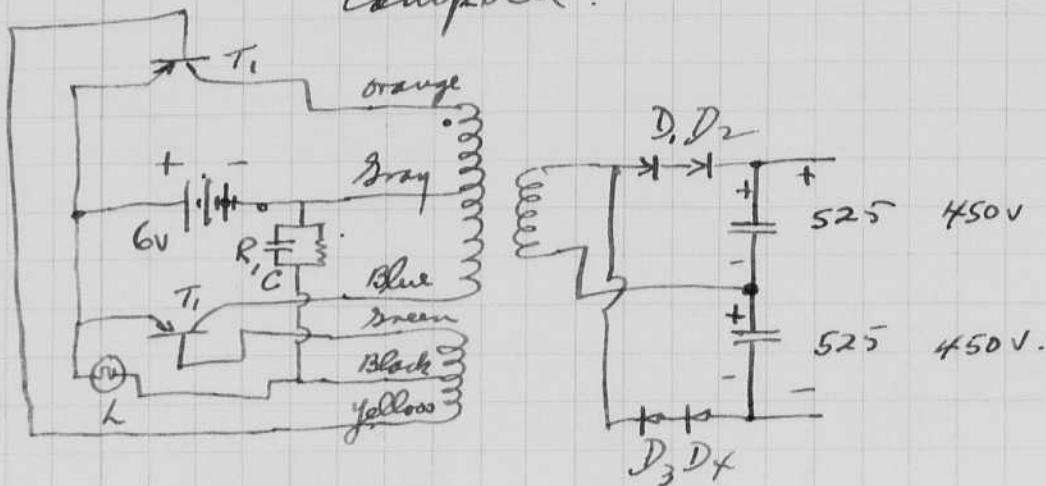 T1
orange
+ -
Gray
6v
R, C
T1
Blue
Green
Black
Yellow
L
D1 D2
+
+
525 450v
-
+
525 450v.
-
-
D3 D4